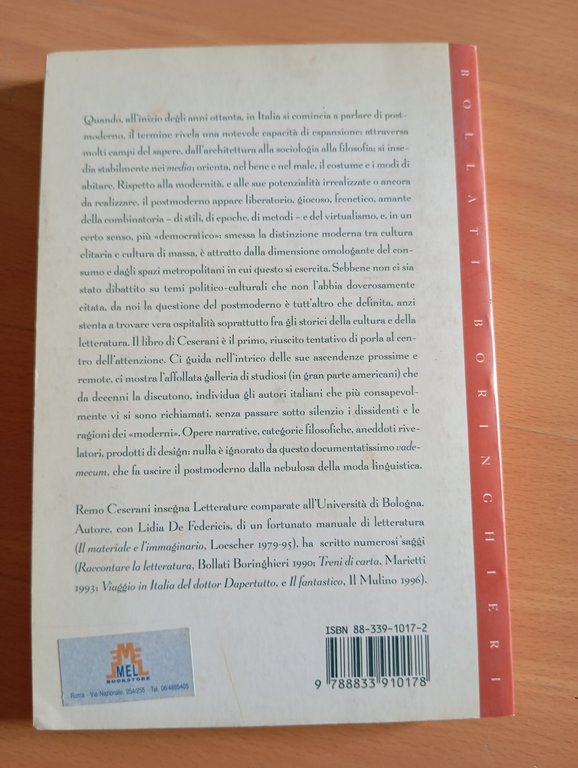 Quando, all'inizio degli anni ottanta, in Italia si comincia a parlare di post-
moderno, il termine rivela una notevole capacità di espansione: attraversa
molti campi del sapere, dall'architettura alla sociologia alla filosofia; si inse-
dia stabilmente nei media; orienta, nel bene e nel male, il costume e i modi di
abitare. Rispetto alla modernità, e alle sue potenzialità irrealizzate o ancora
da realizzare, il postmoderno appare liberatorio, giocoso, frenetico, amante
della combinatoria – di stili, di epoche, di metodi – e del virtualismo, e, in un
certo senso, più «democratico»: smessa la distinzione moderna tra cultura
elitaria e cultura di massa, è attratto dalla dimensione omologante del con-
sumo e dagli spazi metropolitani in cui questo si esercita. Sebbene non ci sia
stato dibattito su temi politico-culturali che non l'abbia doverosamente
citata, da noi la questione del postmoderno è tutt'altro che definita, anzi
stenta a trovare vera ospitalità soprattutto fra gli storici della cultura e della
letteratura. Il libro di Ceserani è il primo, riuscito tentativo di porla al cen-
tro dell'attenzione. Ci guida nell'intrico delle sue ascendenze prossime e
remote, ci mostra l'affollata galleria di studiosi (in gran parte americani) che
da decenni la discutono, individua gli autori italiani che più consapevol-
mente vi si sono richiamati, senza passare sotto silenzio i dissidenti e le
ragioni dei «moderni». Opere narrative, categorie filosofiche, aneddoti rive-
latori, prodotti di design: nulla è ignorato da questo documentatissimo vade-
mecum, che fa uscire il postmoderno dalla nebulosa della moda linguistica.
Remo Ceserani insegna Letterature comparate all'Università di Bologna.
Autore, con Lidia De Federicis, di un fortunato manuale di letteratura
(Il materiale e l'immaginario, Loescher 1979-95), ha scritto numerosi saggi
(Raccontare la letteratura, Bollati Boringhieri 1990; Treni di carta, Marietti
1993; Viaggio in Italia del dottor Dapertutto, e Il fantastico, Il Mulino 1996).
ISBN 88-339-1017-2
9 788833 910178
MEL
BOOKSTORE
Roma - Via Nazionale, 254/255 - Tel. 06/4885405
BOLLATI BORINGHIERI